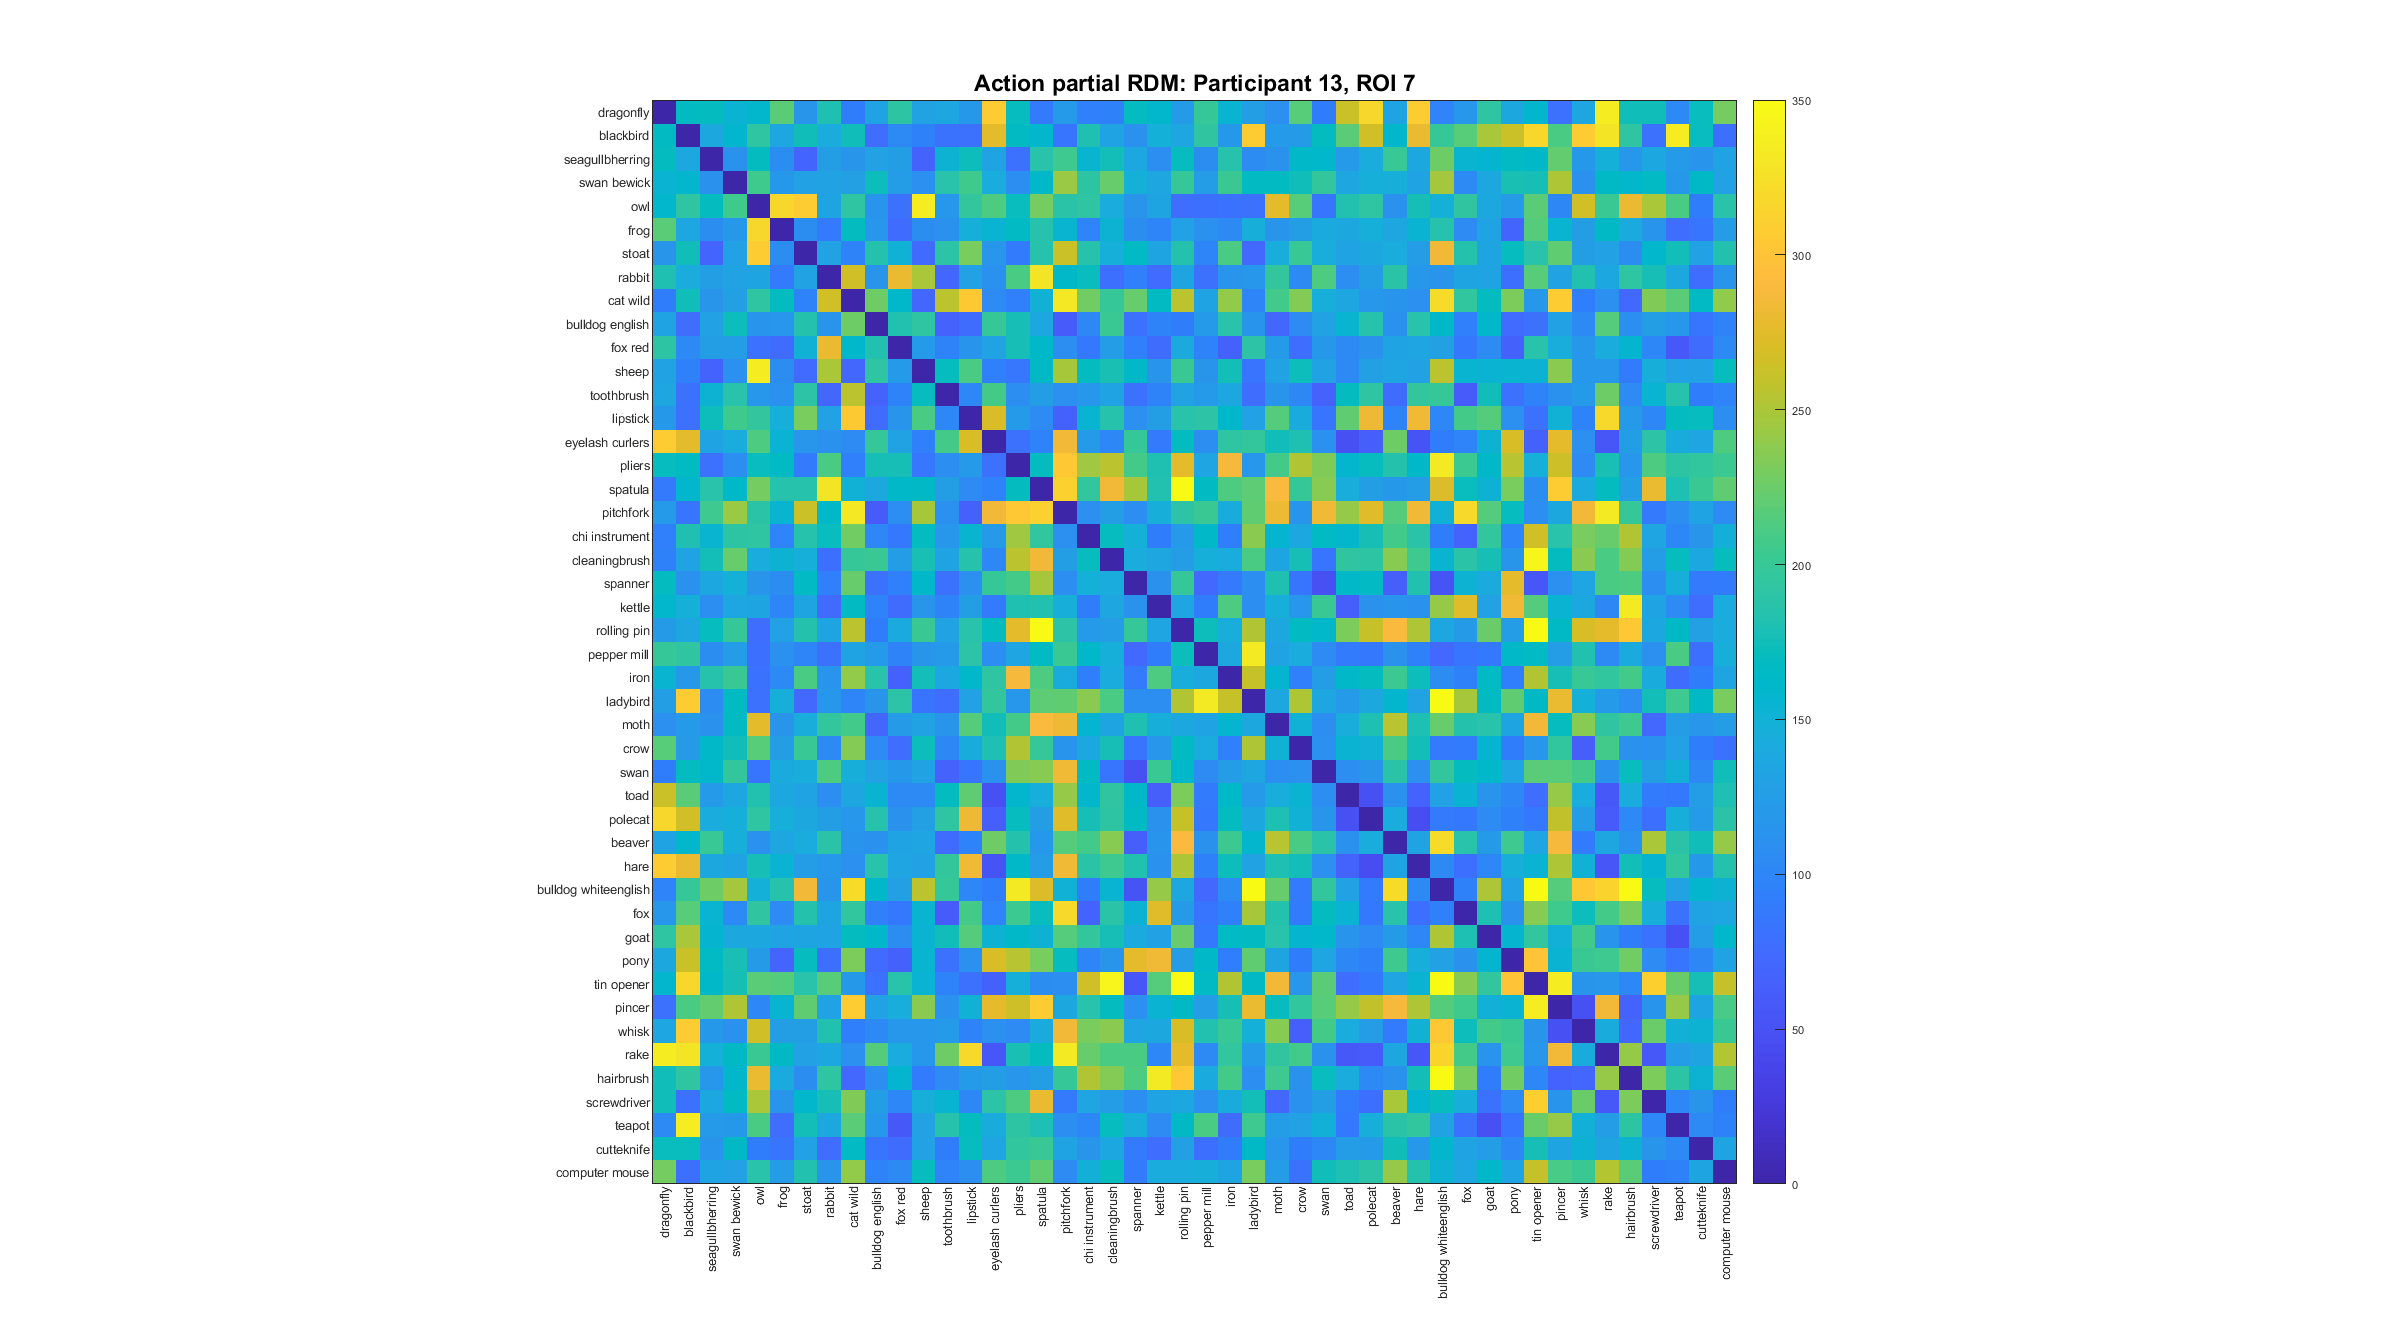 Action partial RDM: Participant 13, ROI 7
dragonfly
blackbird
seagullbherring
swan bewick
owl
frog
stoat
rabbit
cat wild
bulldog english
fox red
sheep
toothbrush
lipstick
eyelash curlers
pliers
spatula
pitchfork
chi instrument
cleaningbrush
spanner
kettle
rolling pin
pepper mill
iron
ladybird
moth
crow
swan
toad
polecat
beaver
hare
bulldog whiteenglish
fox
goat
pony
tin opener
pincer
whisk
rake
hairbrush
screwdriver
teapot
cutteknife
computer mouse
dragonfly
blackbird
seagullbherring
swan bewick
owl
frog
stoat
rabbit
cat wild
bulldog english
fox red
sheep
toothbrush
lipstick
eyelash curlers
pliers
spatula
pitchfork
chi instrument
cleaningbrush
spanner
kettle
rolling pin
pepper mill
iron
ladybird
moth
crow
swan
toad
polecat
beaver
hare
bulldog whiteenglish
fox
goat
pony
tin opener
pincer
whisk
rake
hairbrush
screwdriver
teapot
cutteknife
computer mouse
350
300
250
200
150
100
50
0